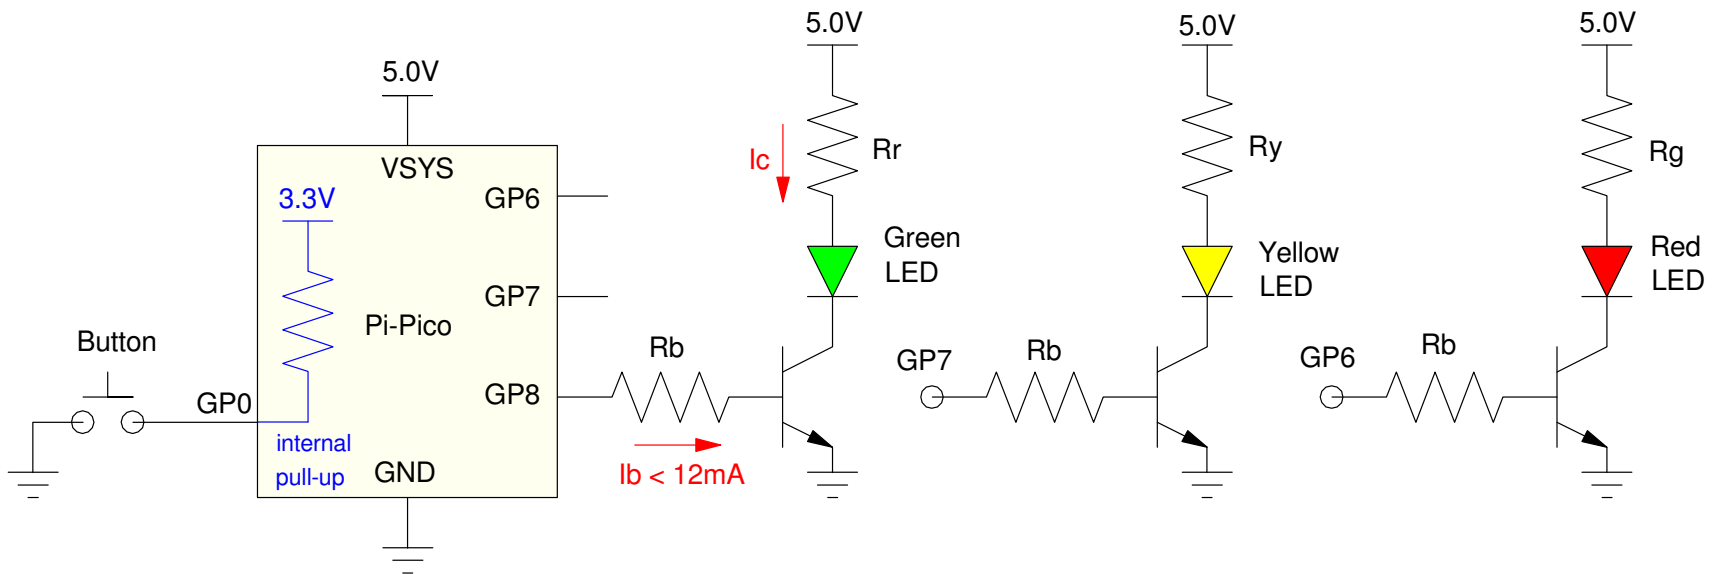 5.0V
5.0V
5.0V
5.0V
VSYS
3.3V
GP6
GP7
Pi-Pico
GP8
GP0
internal
pull-up
GND
Button
Rb
Ib < 12mA
Ic
Rr
Green
LED
GP7
Rb
Ry
Yellow
LED
GP6
Rb
Rg
Red
LED